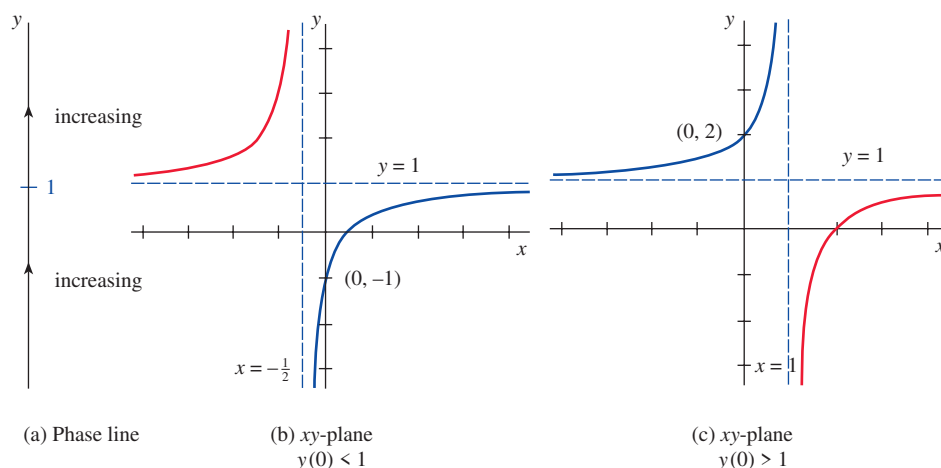 y
increasing
1
increasing
(a) Phase line
y
y = 1
x
(0, –1)
x = –1/2
(b) xy-plane
y(0) < 1
y
(0, 2)
y = 1
x
x = 1
(c) xy-plane
y(0) > 1